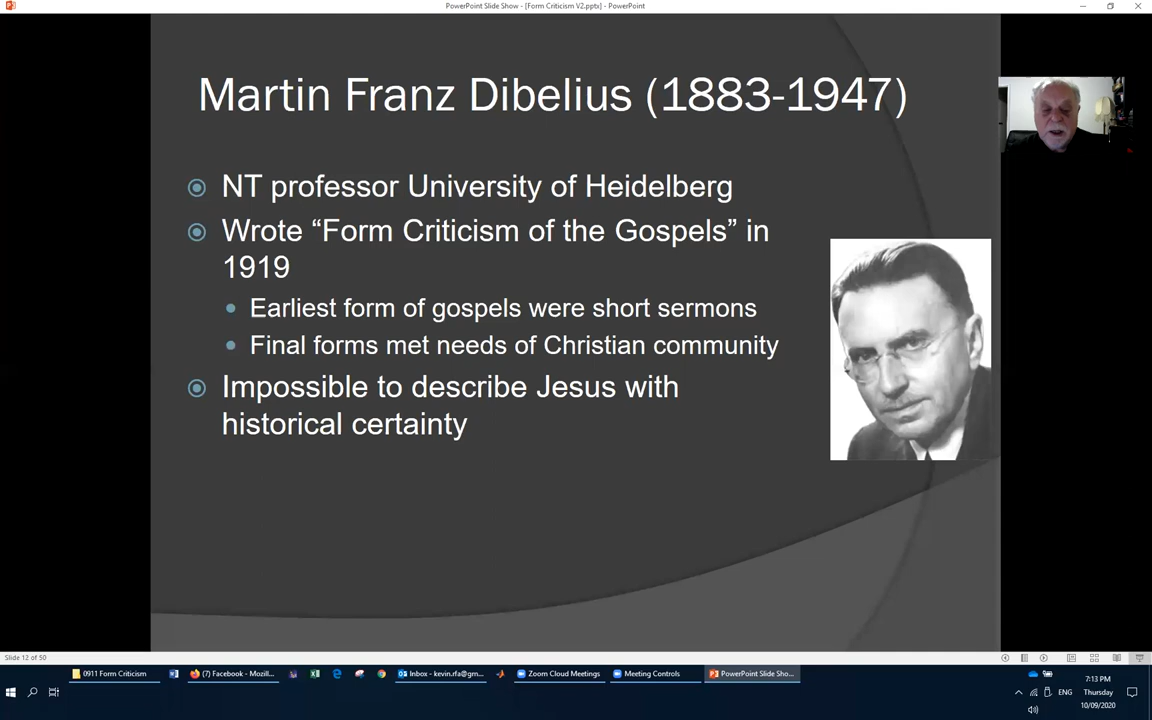 PowerPoint Slide Show - [Form Criticism V2.pptx] - PowerPoint
Martin Franz Dibelius (1883-1947)
NT professor University of Heidelberg
Wrote “Form Criticism of the Gospels” in
1919
Earliest form of gospels were short sermons
Final forms met needs of Christian community
Impossible to describe Jesus with
historical certainty
Slide 12 of 50
0911 Form Criticism
(7) Facebook - Mozill...
Inbox - kevin.rfa@gm...
Zoom Cloud Meetings
Meeting Controls
PowerPoint Slide Sho...
ENG
7:13 PM
Thursday
10/09/2020